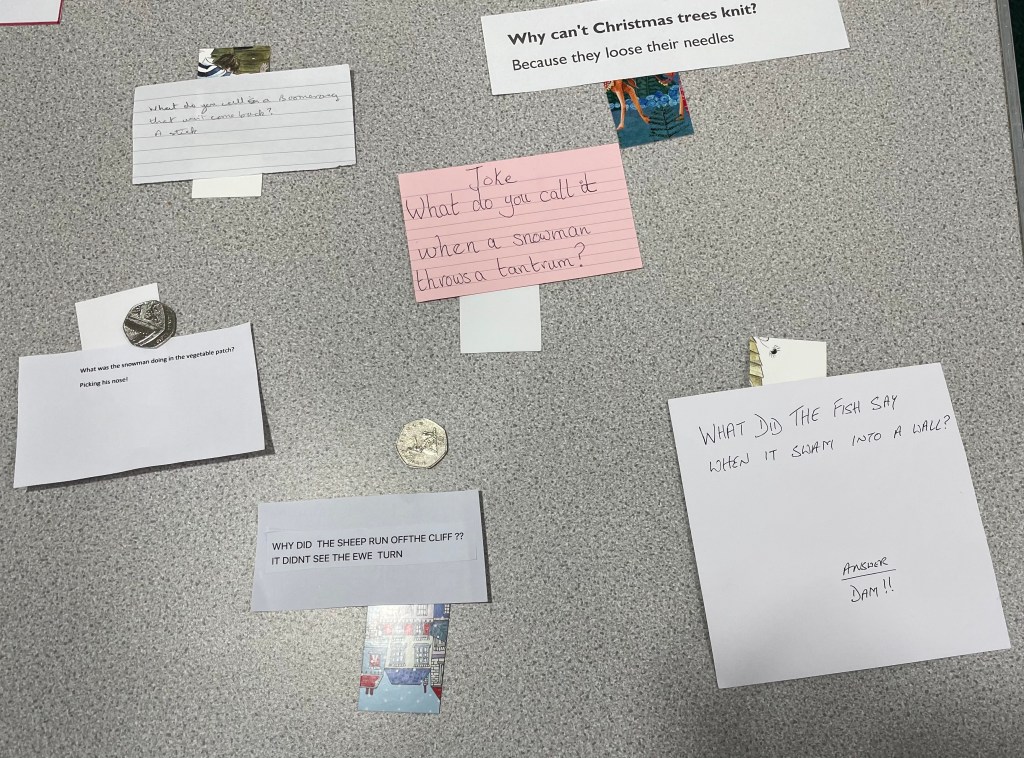 Why can't Christmas trees knit?
Because they loose their needles
What do you call a Boomerang
that won't come back?
A stick
Joke
What do you call it
when a snowman
throws a tantrum?
What was the snowman doing in the vegetable patch?
Picking his nose!
WHAT DID THE FISH SAY
WHEN IT SWAM INTO A WALL?
ANSWER
DAM!!
WHY DID THE SHEEP RUN OFFTHE CLIFF ??
IT DIDNT SEE THE EWE TURN